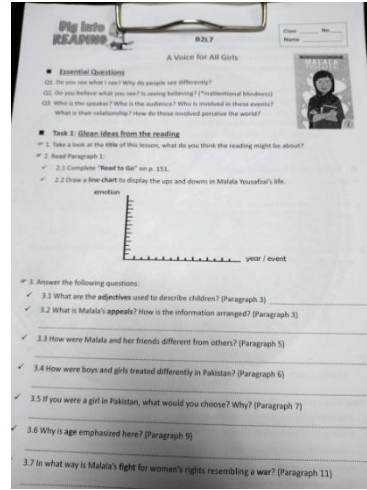 Dig Into
READING
B2L7
Class ______ No.____
Name ______
A Voice for All Girls
MALALA
YOUSAFZAI
■ Essential Questions
Q1. Do you see what I see? Why do people see differently?
Q2. Do you believe what you see? Is seeing believing? (*inattentional blindness)
Q3. Who is the speaker? Who is the audience? Who is involved in these events?
What is their relationship? How do those involved perceive the world?
■ Task 1: Glean ideas from the reading
☞ 1. Take a look at the title of this lesson, what do you think the reading might be about?
☞ 2. Read Paragraph 1:
✓ 2.1 Complete "Read to Go" on p. 151.
✓ 2.2 Draw a line chart to display the ups and downs in Malala Yousafzai's life.
emotion
year / event
☞ 3. Answer the following questions:
✓ 3.1 What are the adjectives used to describe children? (Paragraph 3)
✓ 3.2 What is Malala's appeals? How is the information arranged? (Paragraph 3)
✓ 3.3 How were Malala and her friends different from others? (Paragraph 5)
✓ 3.4 How were boys and girls treated differently in Pakistan? (Paragraph 6)
✓ 3.5 If you were a girl in Pakistan, what would you choose? Why? (Paragraph 7)
✓ 3.6 Why is age emphasized here? (Paragraph 9)
3.7 In what way is Malala's fight for women's rights resembling a war? (Paragraph 11)